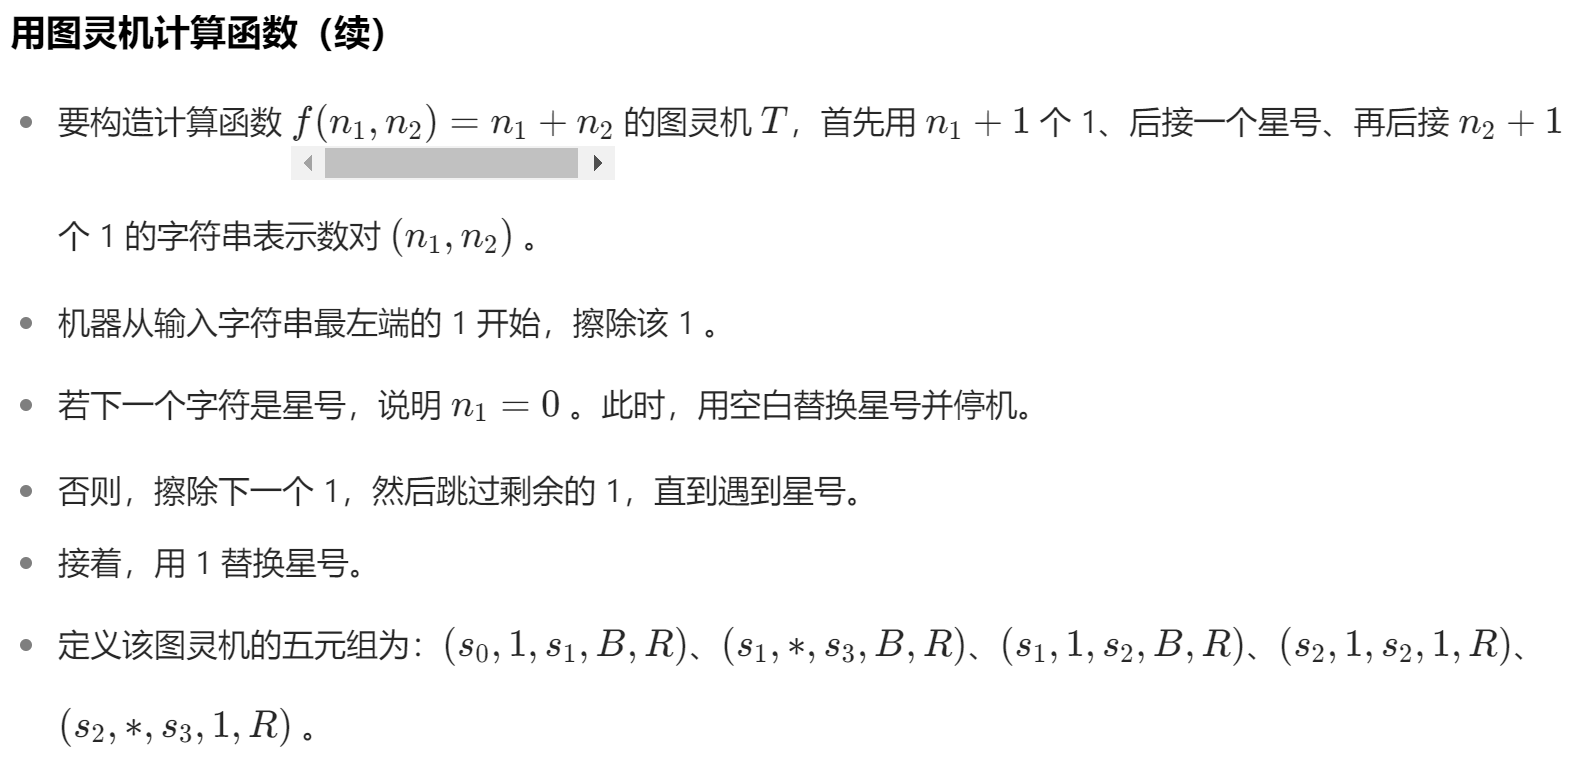 用图灵机计算函数（续）
要构造计算函数 f(n₁, n₂) = n₁ + n₂ 的图灵机 T，首先用 n₁ + 1 个 1、后接一个星号、再后接 n₂ + 1
个 1 的字符串表示数对 (n₁, n₂) 。
机器从输入字符串最左端的 1 开始，擦除该 1 。
若下一个字符是星号，说明 n₁ = 0 。此时，用空白替换星号并停机。
否则，擦除下一个 1，然后跳过剩余的 1，直到遇到星号。
接着，用 1 替换星号。
定义该图灵机的五元组为：(s₀, 1, s₁, B, R)、(s₁, *, s₃, B, R)、(s₁, 1, s₂, B, R)、(s₂, 1, s₂, 1, R)、
(s₂, *, s₃, 1, R) 。